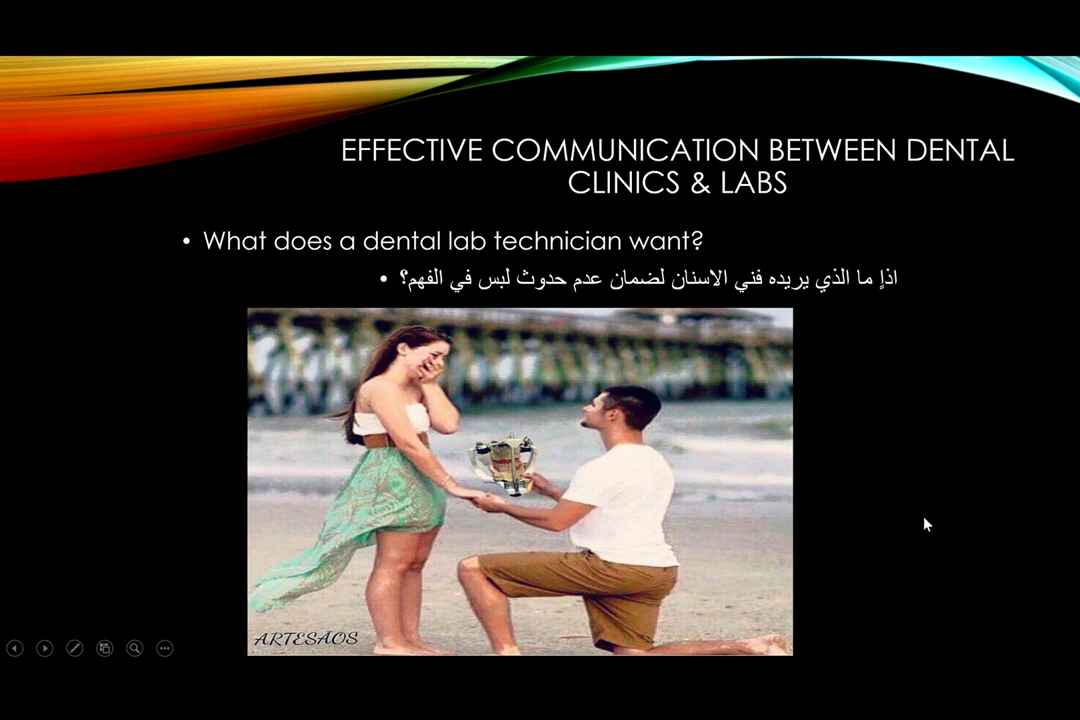 EFFECTIVE COMMUNICATION BETWEEN DENTAL
CLINICS & LABS
• What does a dental lab technician want?
• اذاٍ ما الذي يريده فني الاسنان لضمان عدم حدوث لبس في الفهم؟
ARTESAOS